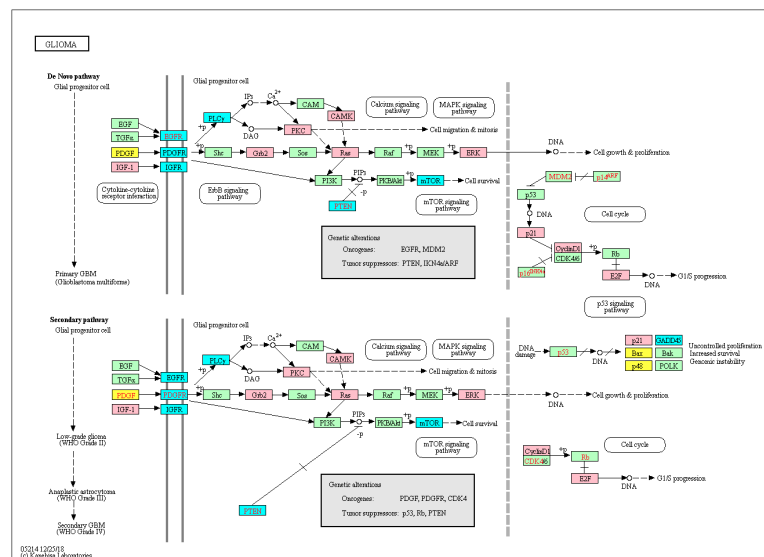 GLIOMA
De Novo pathway
Glial progenitor cell
Glial progenitor cell
IP₃
Ca²⁺
CAM
Calcium signaling pathway
MAPK signaling pathway
PLCγ
CAMK
DAG
PKC
Cell migration & mitosis
+p
EGF
TGFα
EGFR
PDGF
PDGFR
IGF-1
IGFR
+p
Shc
Grb2
Sos
Ras
Raf
+p
MEK
+p
ERK
DNA
Cell growth & proliferation
PI3K
PIP₃
PKB/Akt
+p
mTOR
Cell survival
-p
PTEN
Cytokine-cytokine receptor interaction
ErbB signaling pathway
mTOR signaling pathway
MDM2
p14ARF
p53
DNA
p21
Cell cycle
CyclinD1
CDK4/6
+p
Rb
p16INK4a
E2F
DNA
G1/S progression
Genetic alterations
Oncogenes: EGFR, MDM2
Tumor suppressors: PTEN, IKN4a/ARF
Primary GBM
(Glioblastoma multiforms)
p53 signaling pathway
Secondary pathway
Glial progenitor cell
Glial progenitor cell
IP₃
Ca²⁺
CAM
Calcium signaling pathway
MAPK signaling pathway
PLCγ
CAMK
DAG
PKC
Cell migration & mitosis
+p
EGF
TGFα
EGFR
PDGF
PDGFR
IGF-1
IGFR
+p
Shc
Grb2
Sos
Ras
Raf
+p
MEK
+p
ERK
DNA
Cell growth & proliferation
DNA damage
p53
DNA
p21
GADD45
Bax
Bak
p48
POLK
Uncontrolled proliferation
Increased survival
Genomic instability
PI3K
PIP₃
PKB/Akt
+p
mTOR
Cell survival
-p
mTOR signaling pathway
PTEN
CyclinD1
CDK4/6
+p
Rb
Cell cycle
E2F
DNA
G1/S progression
Low-grade glioma
(WHO Grade II)
Anaplastic astrocytoma
(WHO Grade III)
Secondary GBM
(WHO Grade IV)
Genetic alterations
Oncogenes: PDGF, PDGFR, CDK4
Tumor suppressors: p53, Rb, PTEN
05214 12/25/18
(c) Kanehisa Laboratories